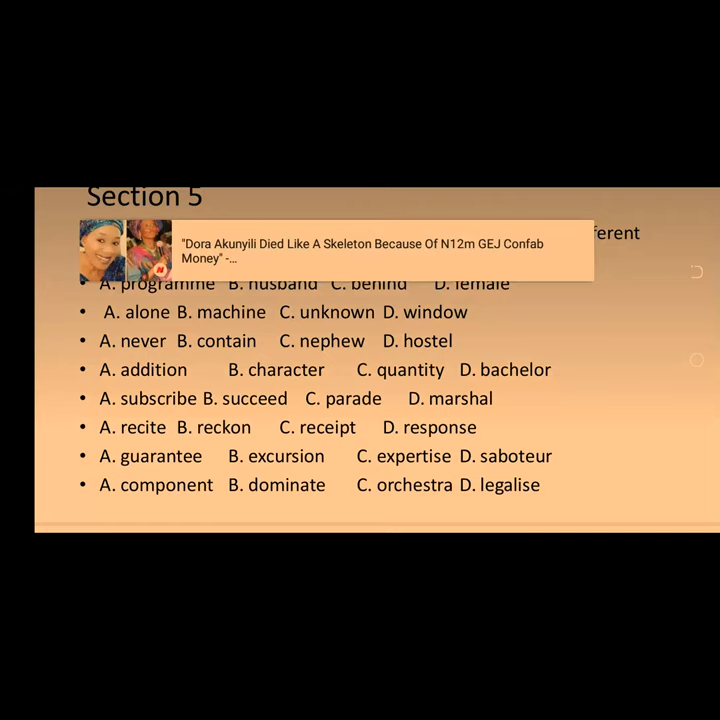 Section 5
"Dora Akunyili Died Like A Skeleton Because Of N12m GEJ Confab
Money" -...
ferent
• A. programme B. husband C. behind D. female
• A. alone B. machine C. unknown D. window
• A. never B. contain C. nephew D. hostel
• A. addition B. character C. quantity D. bachelor
• A. subscribe B. succeed C. parade D. marshal
• A. recite B. reckon C. receipt D. response
• A. guarantee B. excursion C. expertise D. saboteur
• A. component B. dominate C. orchestra D. legalise